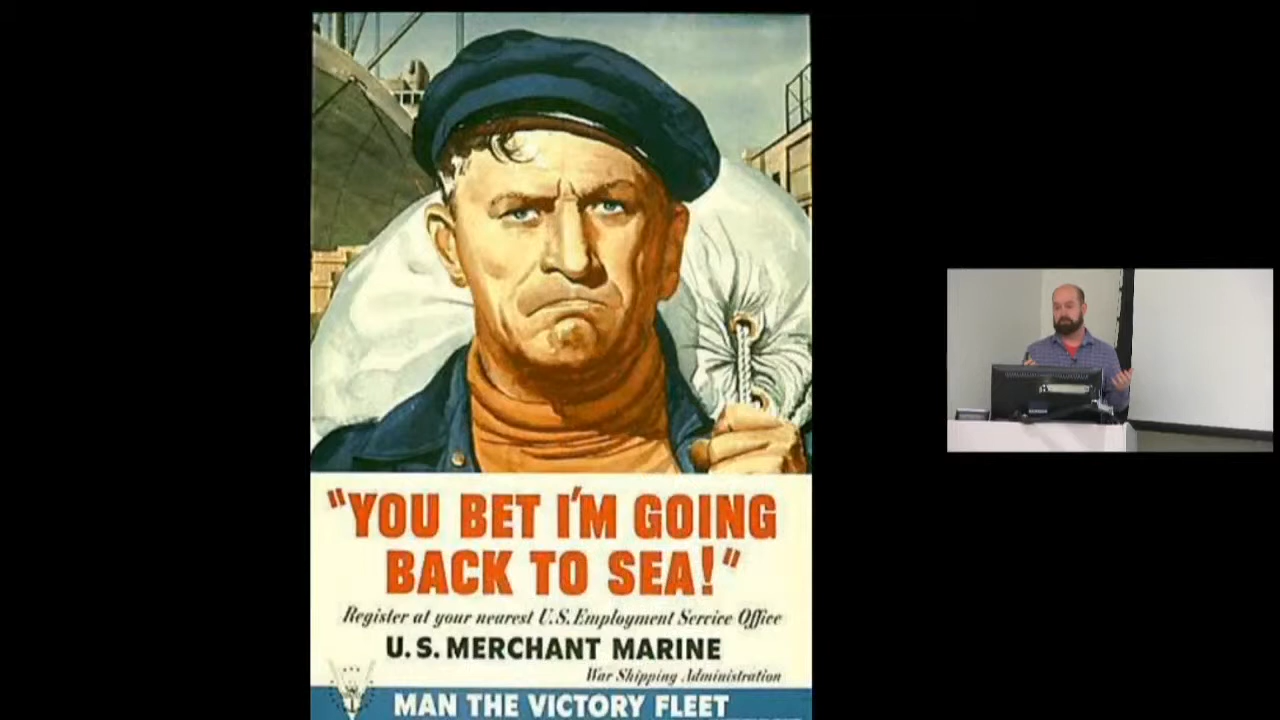 "YOU BET I'M GOING
BACK TO SEA!"
Register at your nearest U.S. Employment Service Office
U.S. MERCHANT MARINE
War Shipping Administration
MAN THE VICTORY FLEET